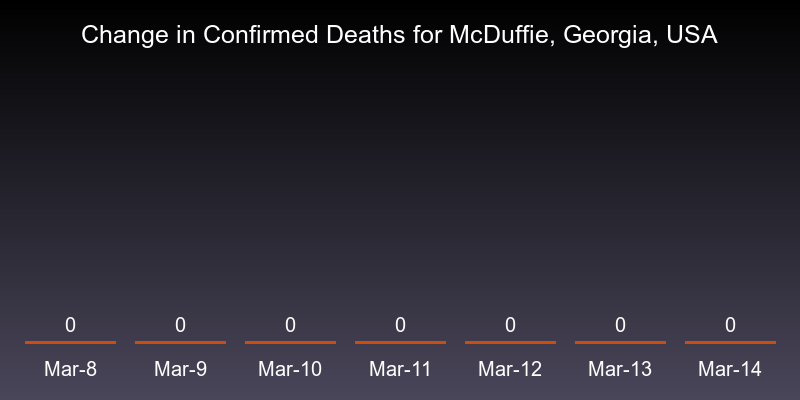 Change in Confirmed Deaths for McDuffie, Georgia, USA
0 0 0 0 0 0 0
Mar-8 Mar-9 Mar-10 Mar-11 Mar-12 Mar-13 Mar-14